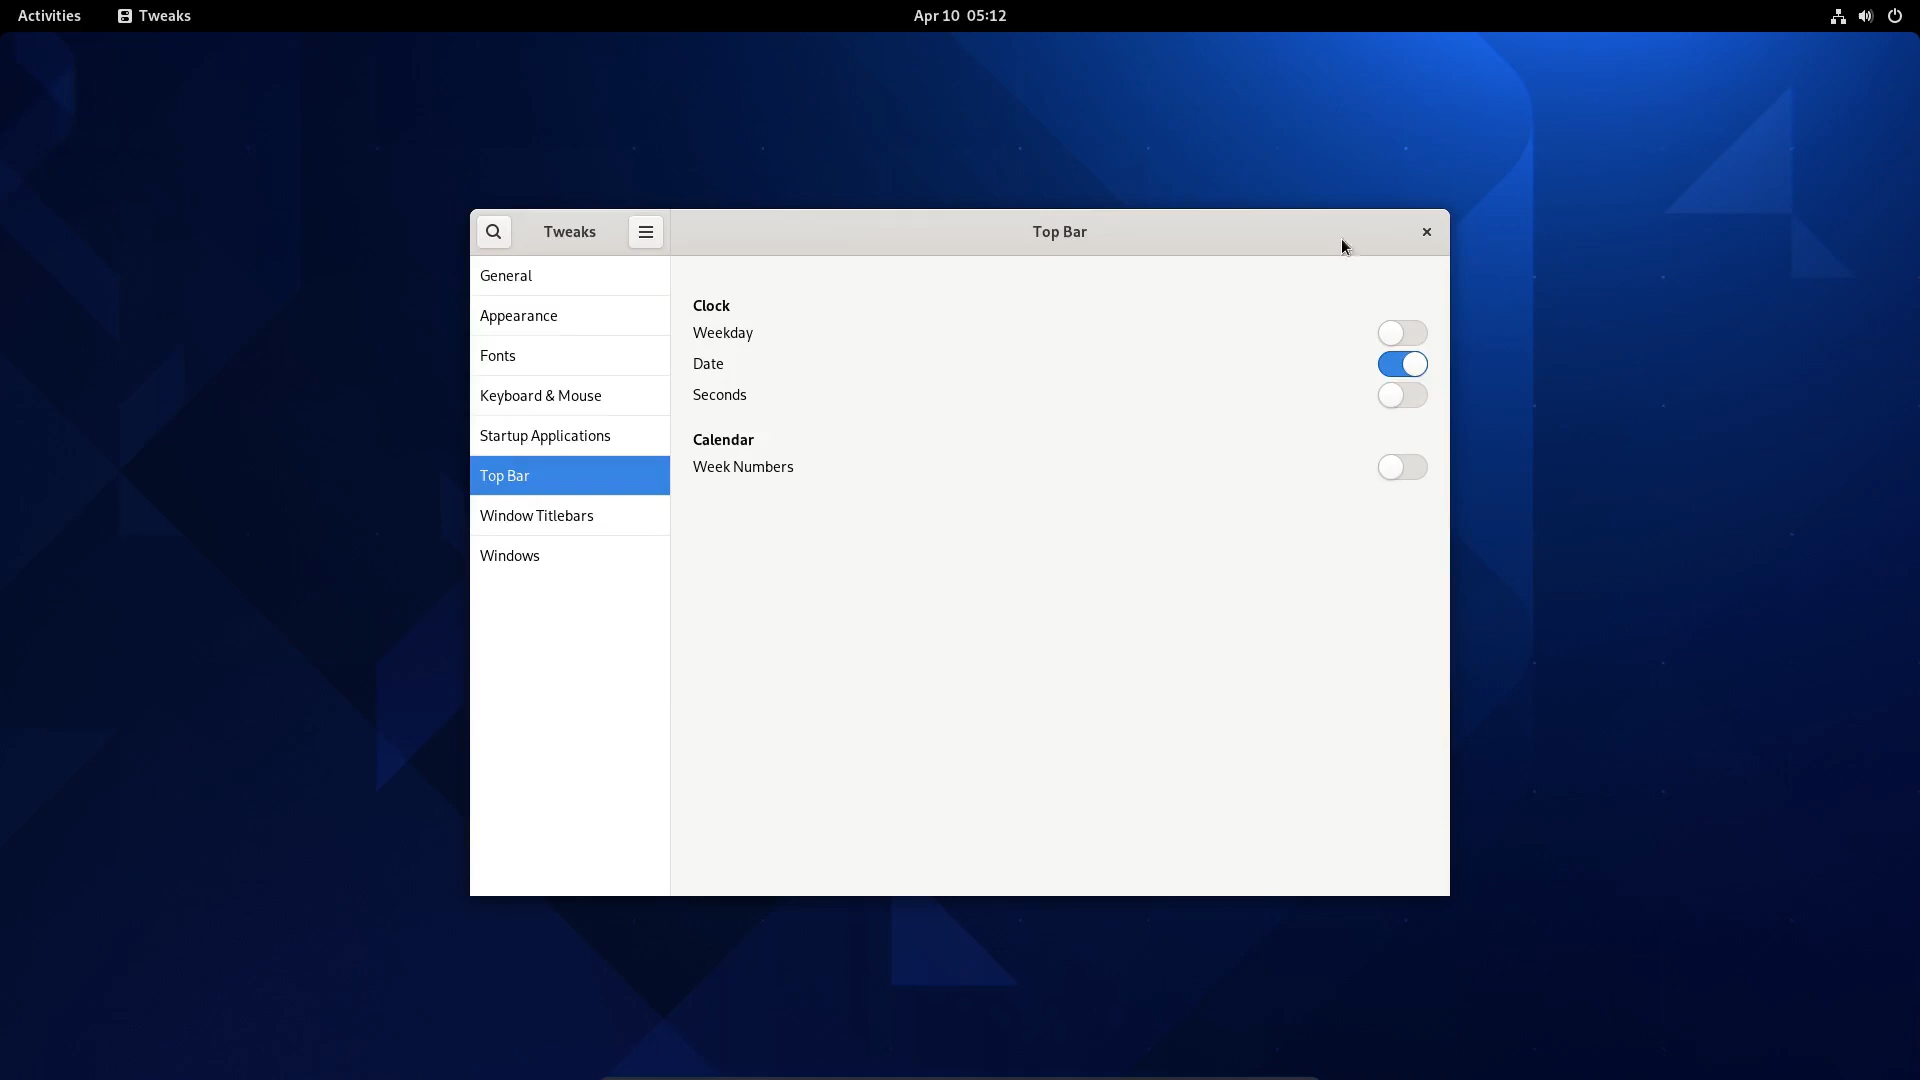 Activities
Tweaks
Apr 10 05:12
Tweaks
Top Bar
General
Appearance
Fonts
Keyboard & Mouse
Startup Applications
Top Bar
Window Titlebars
Windows
Clock
Weekday
Date
Seconds
Calendar
Week Numbers